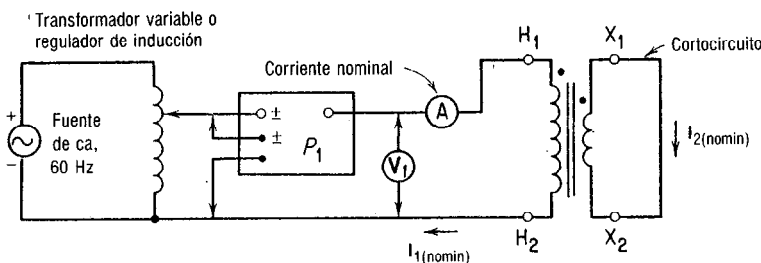 Transformador variable o
regulador de inducción
Corriente nominal
H₁
X₁
Cortocircuito
+
Fuente
de ca,
60 Hz
−
±
±
P₁
A
V₁
I₂(nomin)
I₁(nomin)
H₂
X₂